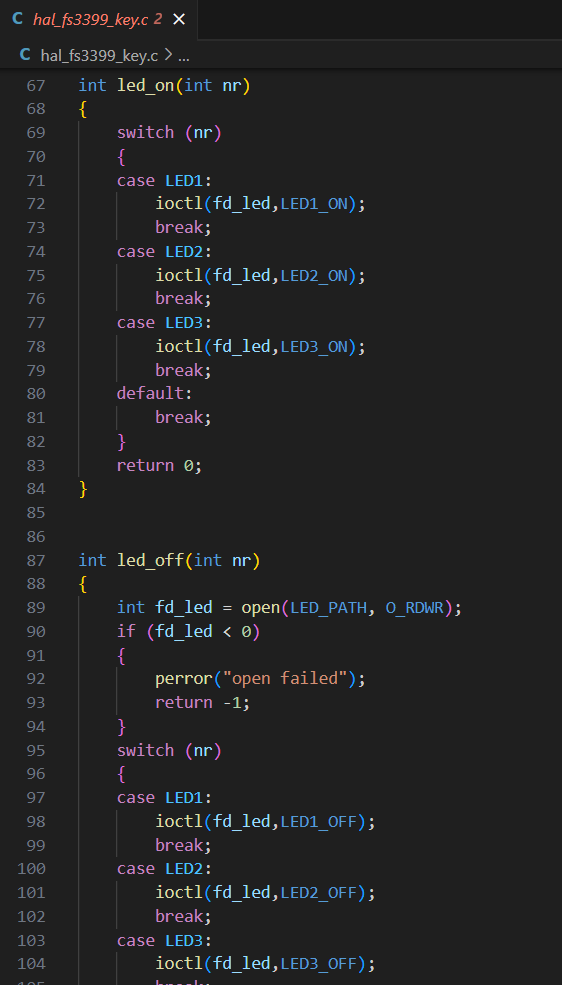 C hal_fs3399_key.c 2 ✕
C hal_fs3399_key.c > ...
67 int led_on(int nr)
68 {
69 switch (nr)
70 {
71 case LED1:
72 ioctl(fd_led,LED1_ON);
73 break;
74 case LED2:
75 ioctl(fd_led,LED2_ON);
76 break;
77 case LED3:
78 ioctl(fd_led,LED3_ON);
79 break;
80 default:
81 break;
82 }
83 return 0;
84 }
85
86
87 int led_off(int nr)
88 {
89 int fd_led = open(LED_PATH, O_RDWR);
90 if (fd_led < 0)
91 {
92 perror("open failed");
93 return -1;
94 }
95 switch (nr)
96 {
97 case LED1:
98 ioctl(fd_led,LED1_OFF);
99 break;
100 case LED2:
101 ioctl(fd_led,LED2_OFF);
102 break;
103 case LED3:
104 ioctl(fd_led,LED3_OFF);